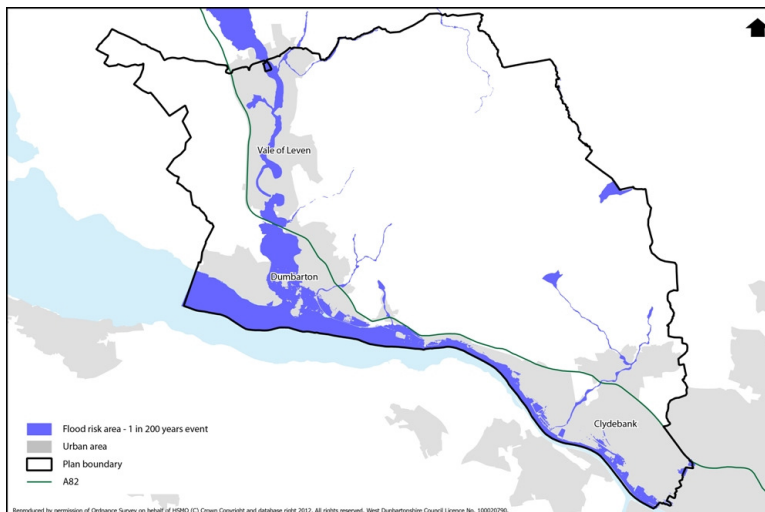 Vale of Leven
Dumbarton
Clydebank
Flood risk area - 1 in 200 years event
Urban area
Plan boundary
A82
Reproduced by permission of Ordnance Survey on behalf of HSMO (C) Crown Copyright and database right 2012. All rights reserved. West Dunbartonshire Council Licence No. 100020790.